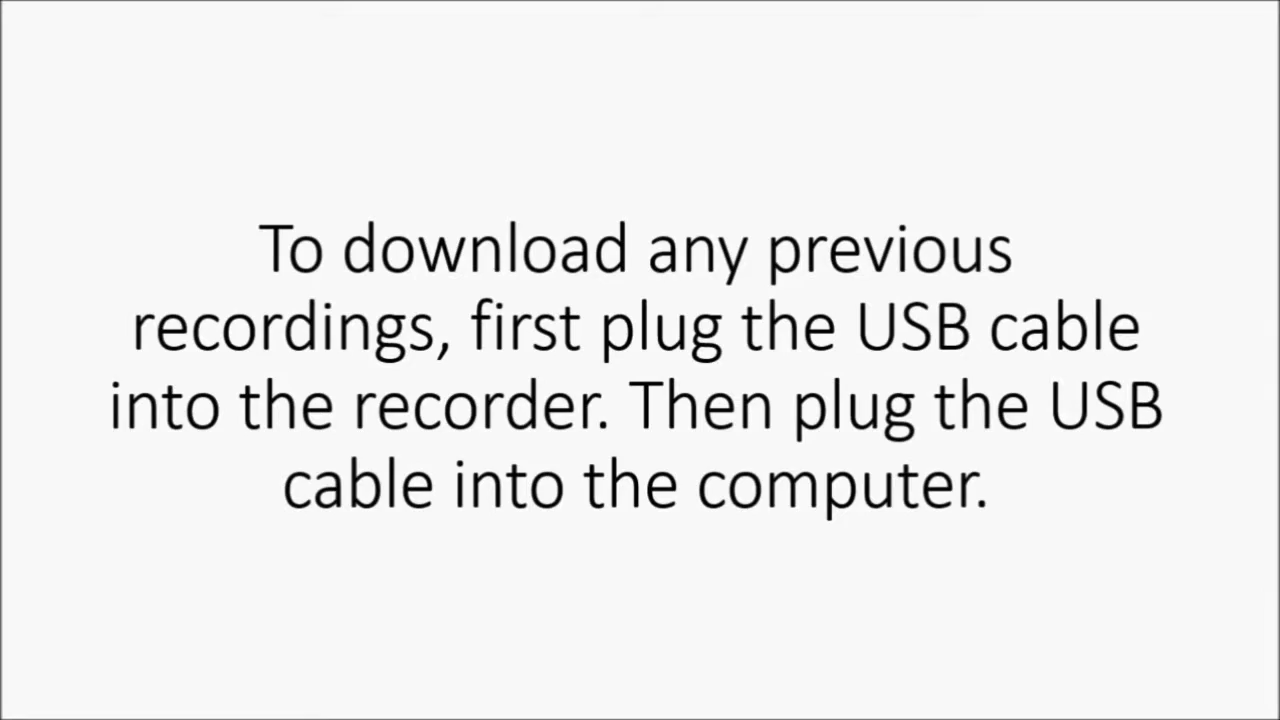 To download any previous
recordings, first plug the USB cable
into the recorder. Then plug the USB
cable into the computer.